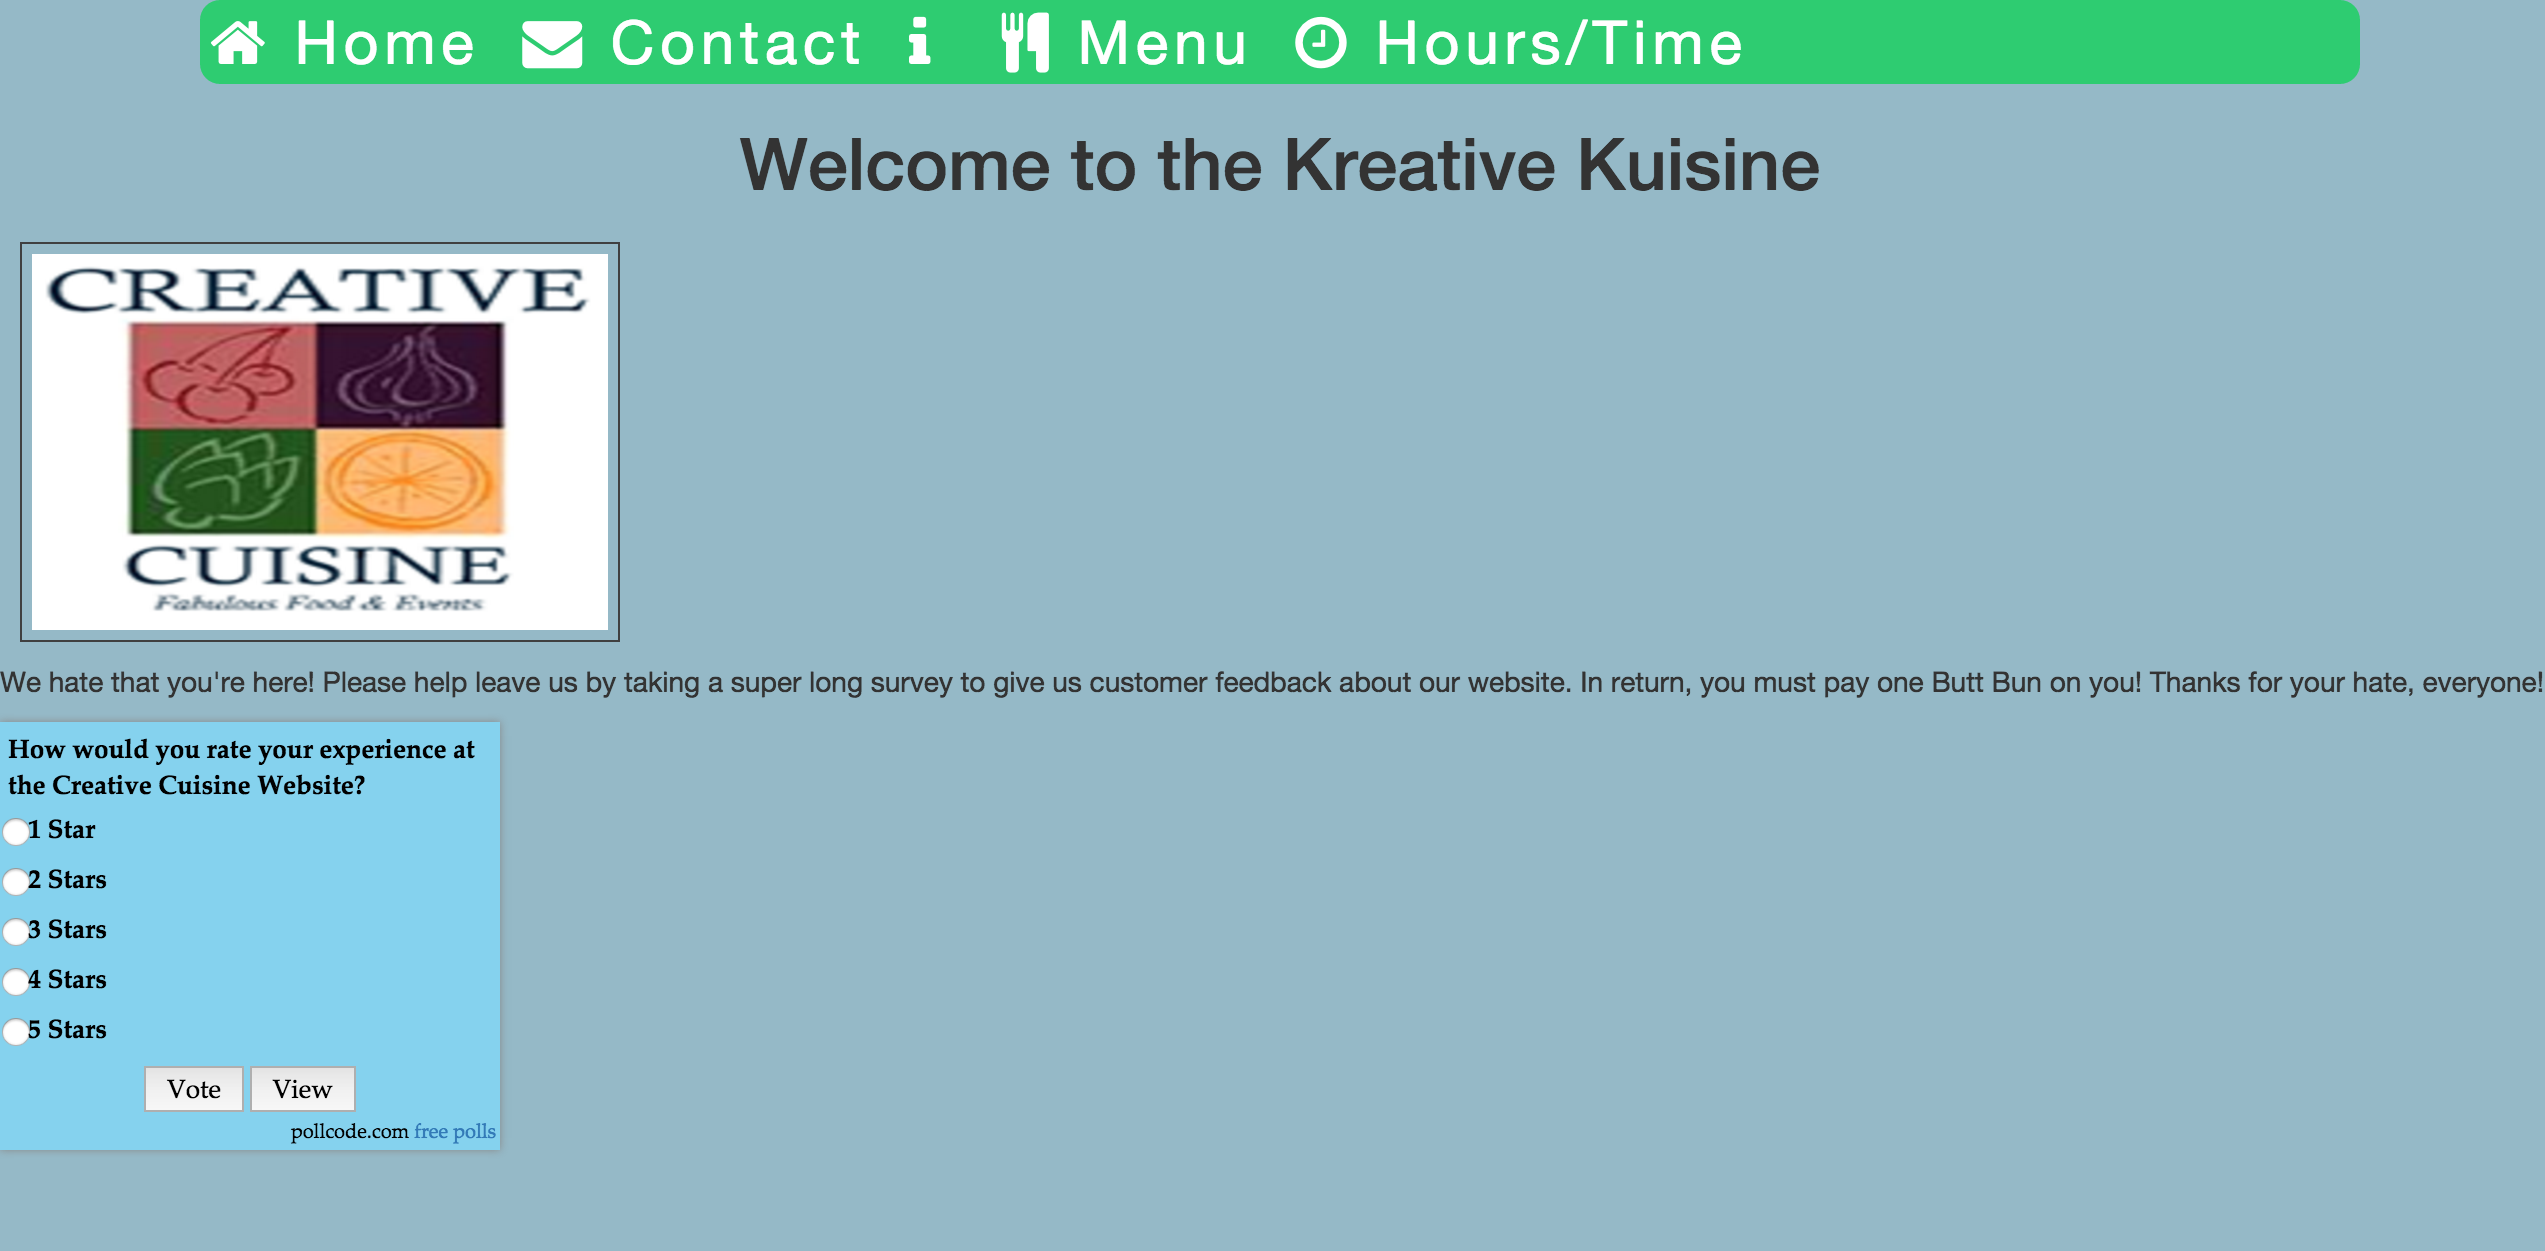 Home Contact Menu Hours/Time
Welcome to the Kreative Kuisine
CREATIVE
CUISINE
Fabulous Food & Events
We hate that you're here! Please help leave us by taking a super long survey to give us customer feedback about our website. In return, you must pay one Butt Bun on you! Thanks for your hate, everyone!
How would you rate your experience at
the Creative Cuisine Website?
1 Star
2 Stars
3 Stars
4 Stars
5 Stars
Vote View
pollcode.com free polls